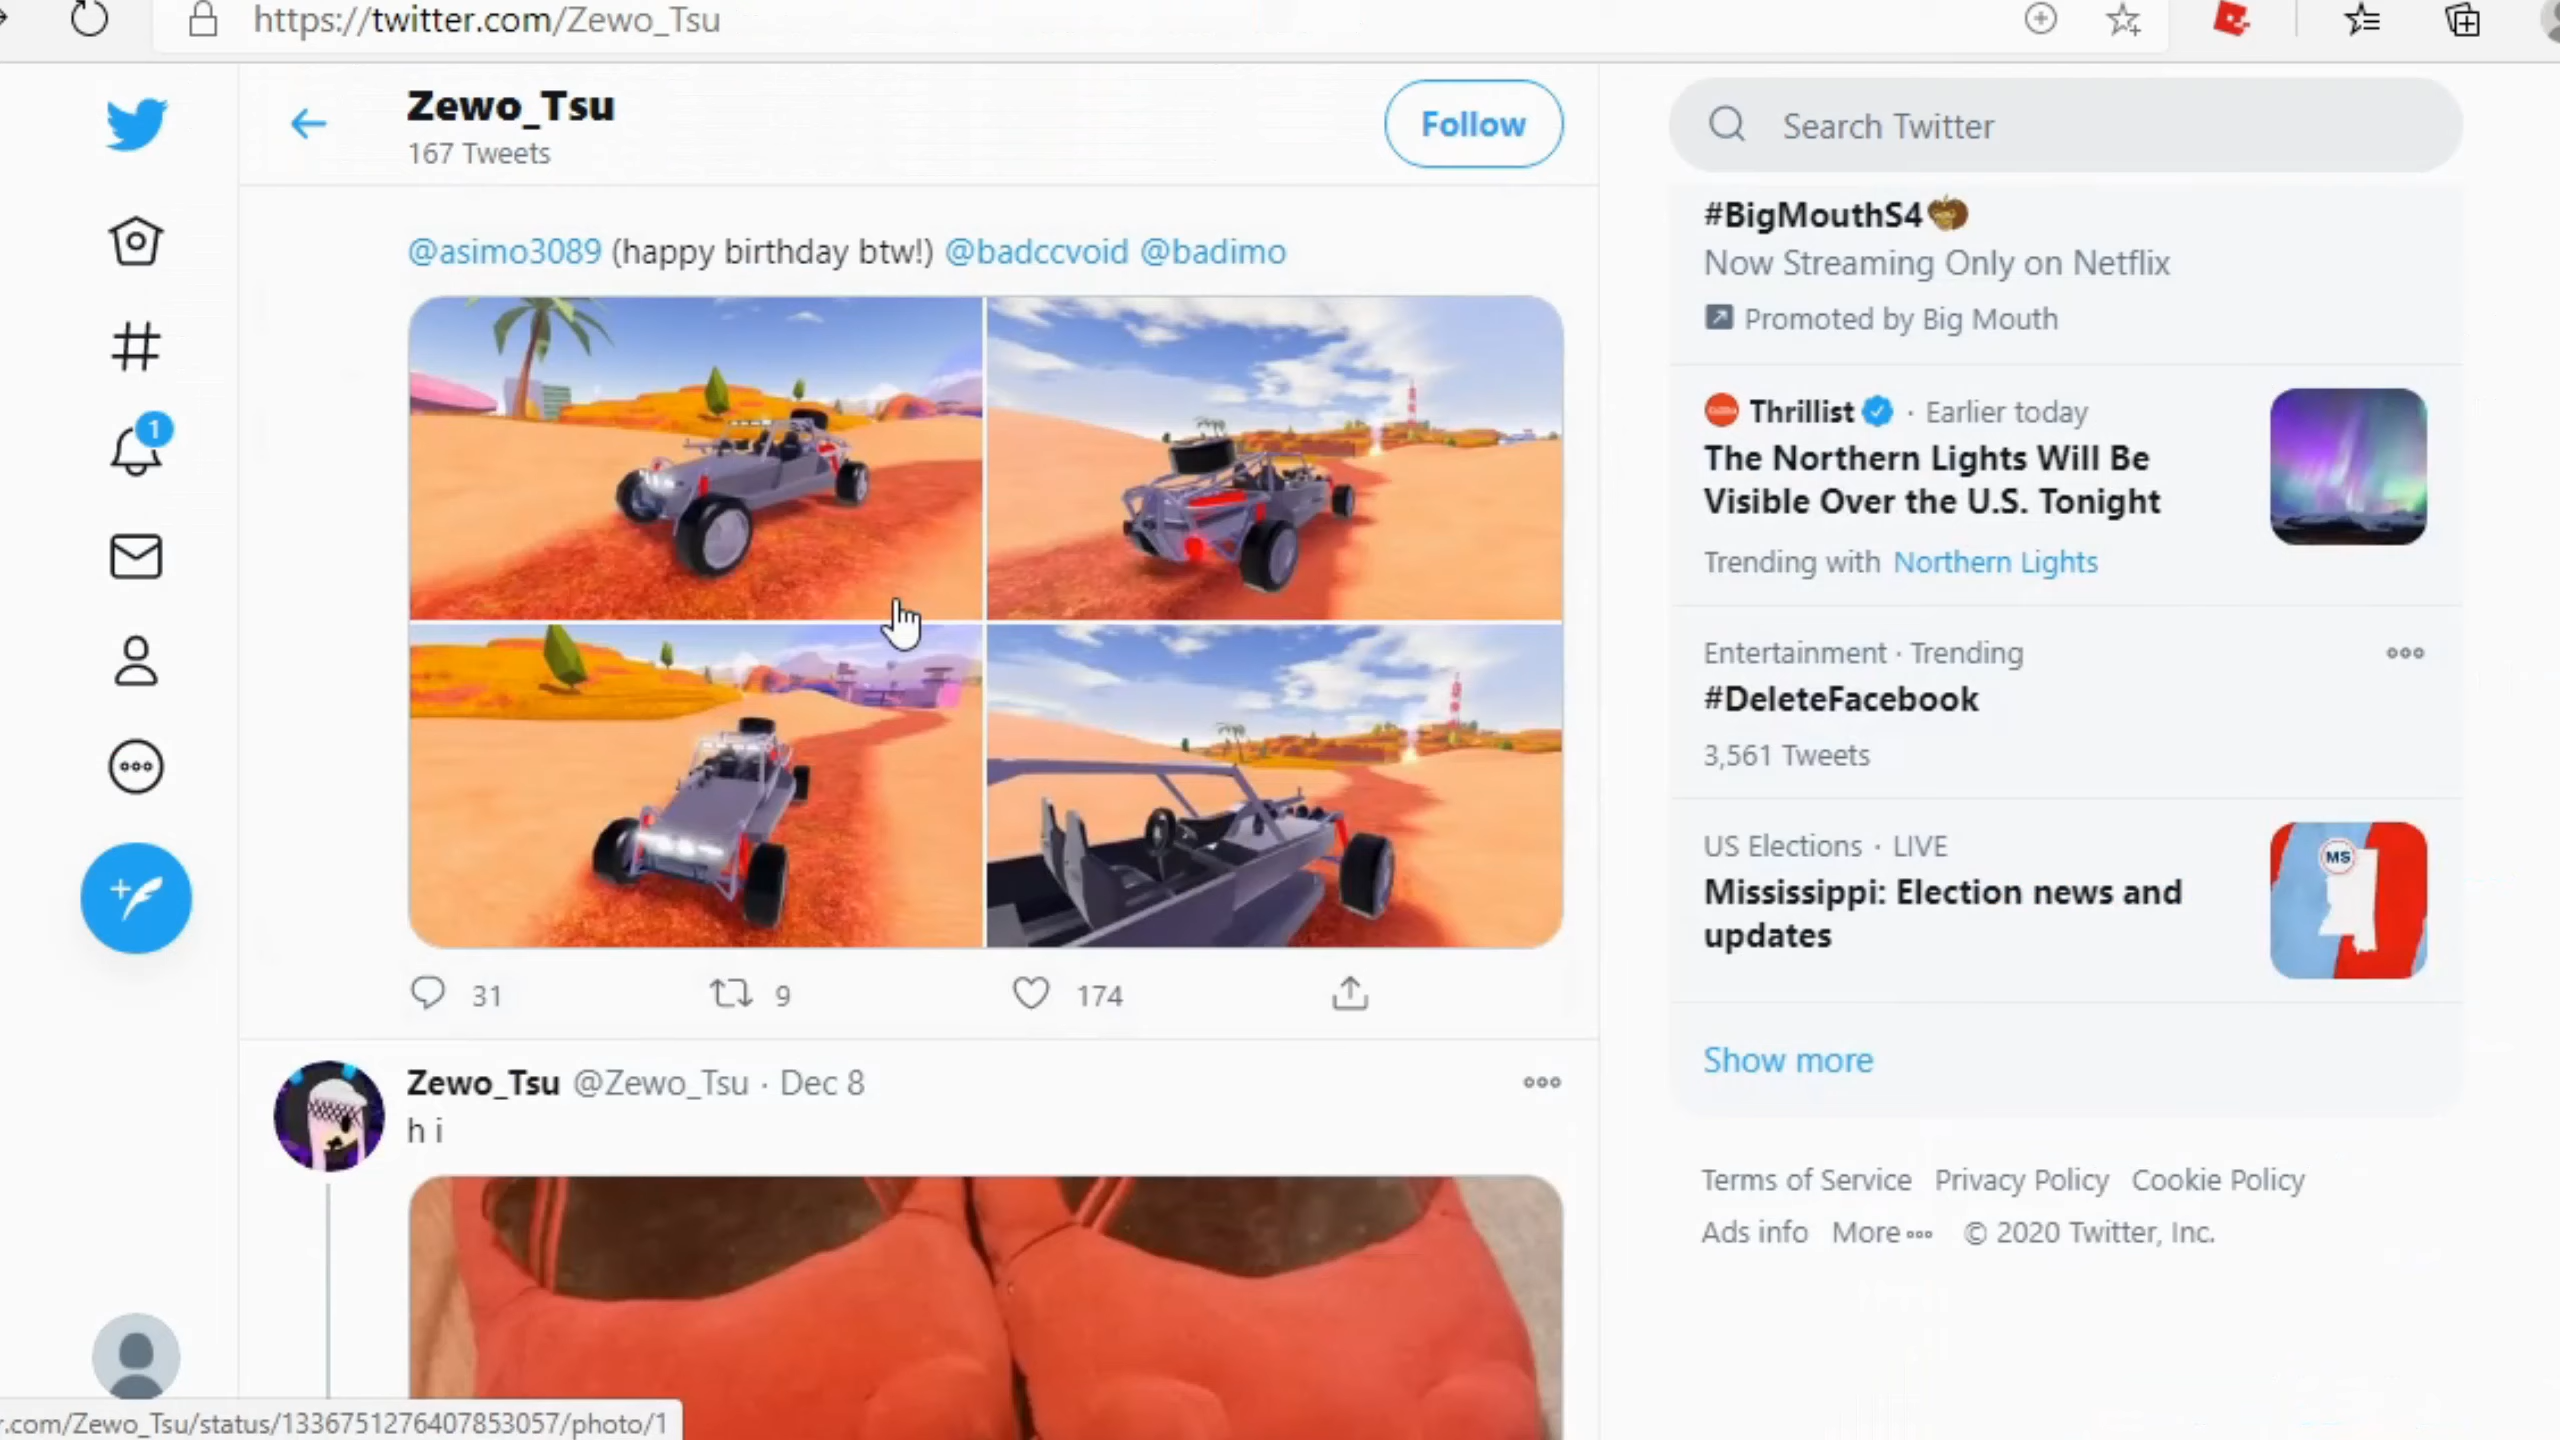 https://twitter.com/Zewo_Tsu
Zewo_Tsu
167 Tweets
Follow
@asimo3089 (happy birthday btw!) @badccvoid @badimo
31
9
174
Zewo_Tsu @Zewo_Tsu · Dec 8
h i
1
r.com/Zewo_Tsu/status/1336751276407853057/photo/1
Search Twitter
#BigMouthS4
Now Streaming Only on Netflix
Promoted by Big Mouth
Thrillist · Earlier today
The Northern Lights Will Be
Visible Over the U.S. Tonight
Trending with Northern Lights
Entertainment · Trending
#DeleteFacebook
3,561 Tweets
US Elections · LIVE
Mississippi: Election news and
updates
MS
Show more
Terms of Service Privacy Policy Cookie Policy
Ads info More © 2020 Twitter, Inc.